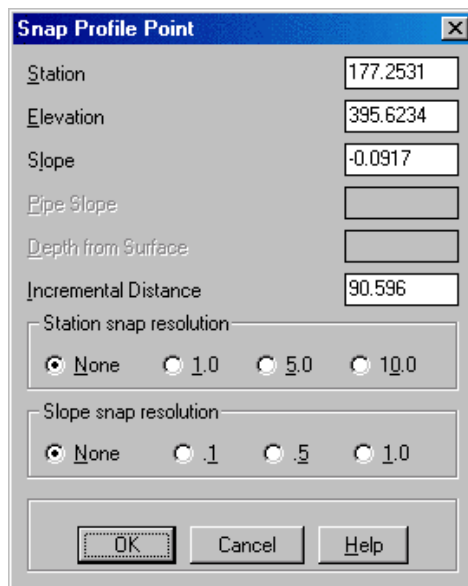 Snap Profile Point
Station 177.2531
Elevation 395.6234
Slope -0.0917
Pipe Slope
Depth from Surface
Incremental Distance 90.596
Station snap resolution
None 1.0 5.0 10.0
Slope snap resolution
None .1 .5 1.0
OK Cancel Help